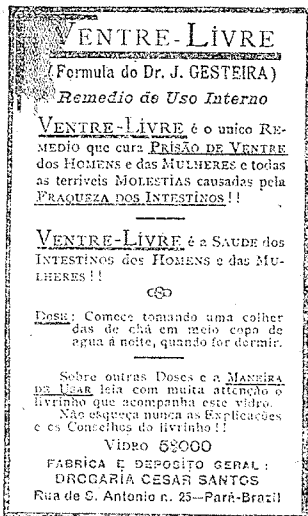 VENTRE-LIVRE
(Formula do Dr. J. GESTEIRA)
Remedio de Uso Interno
VENTRE-LIVRE é o unico RE-
MEDIO que cura PRISÃO DE VENTRE
dos HOMENS e das MULHERES e todas
as terriveis MOLESTIAS causadas pela
FRAQUEZA DOS INTESTINOS!!
VENTRE-LIVRE é a SAUDE dos
INTESTINOS dos HOMENS e das MU-
LHERES!!
DOSE: Comece tomando uma colher
das de chá em meio copo de
agua á noite, quando for dormir.
Sobre outras Doses e a MANEIRA
DE USAR leia com muita attenção o
livrinho que acompanha este vidro.
Não esqueça nunca as Explicações
e os Conselhos do livrinho!!
VIDRO 5$000
FABRICA E DEPOSITO GERAL:
DROGARIA CESAR SANTOS
Rua de S. Antonio n. 25—Pará-Brazil